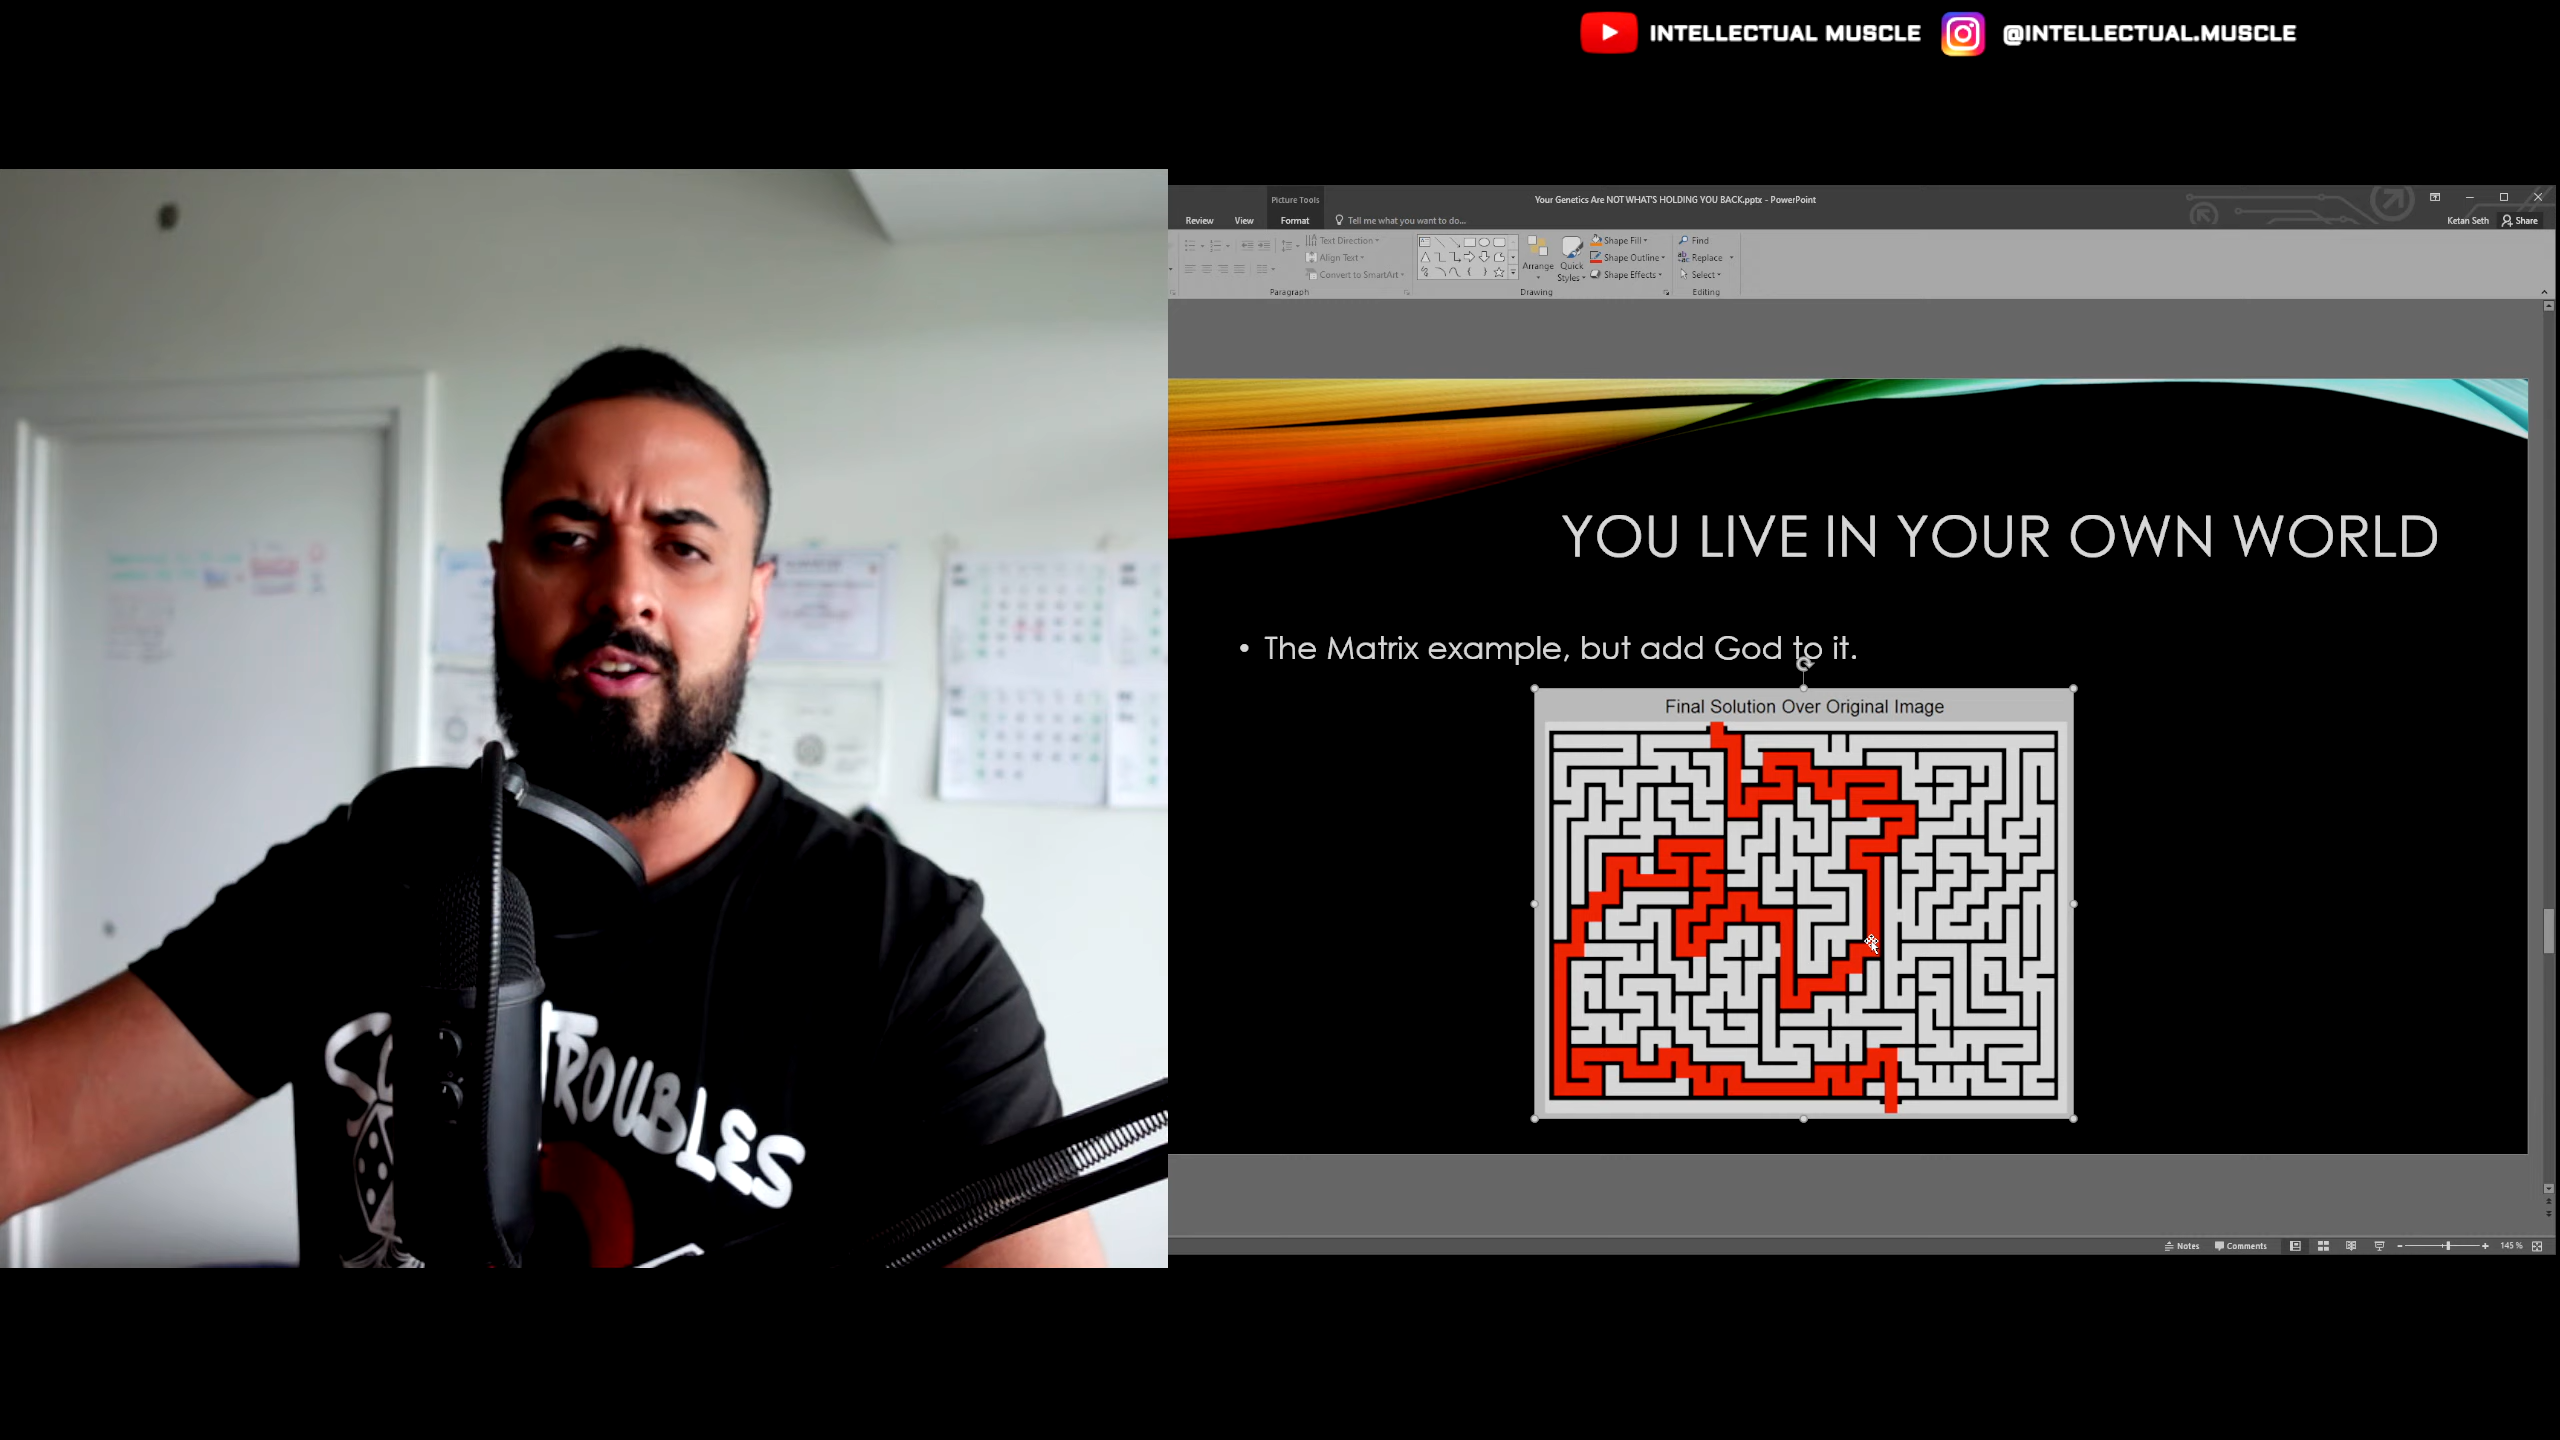 INTELLECTUAL MUSCLE @INTELLECTUAL.MUSCLE
Picture Tools
Your Genetics Are NOT WHAT'S HOLDING YOU BACK.pptx - PowerPoint
Review View Format Tell me what you want to do...
Ketan Seth Share
Text Direction
Align Text
Convert to SmartArt
Paragraph
Arrange
Quick Styles
Shape Fill
Shape Outline
Shape Effects
Drawing
Find
Replace
Select
Editing
YOU LIVE IN YOUR OWN WORLD
• The Matrix example, but add God to it.
Final Solution Over Original Image
TROUBLES
Notes Comments 145 %